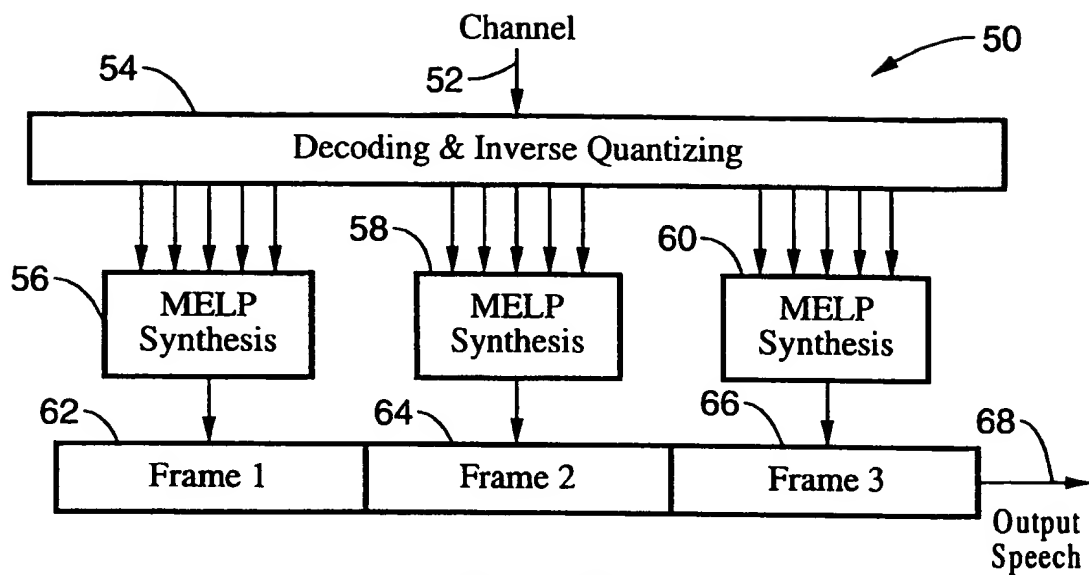 Channel
50
54
52
Decoding & Inverse Quantizing
56
58
60
MELP
Synthesis
MELP
Synthesis
MELP
Synthesis
62
64
66
68
Frame 1
Frame 2
Frame 3
Output
Speech